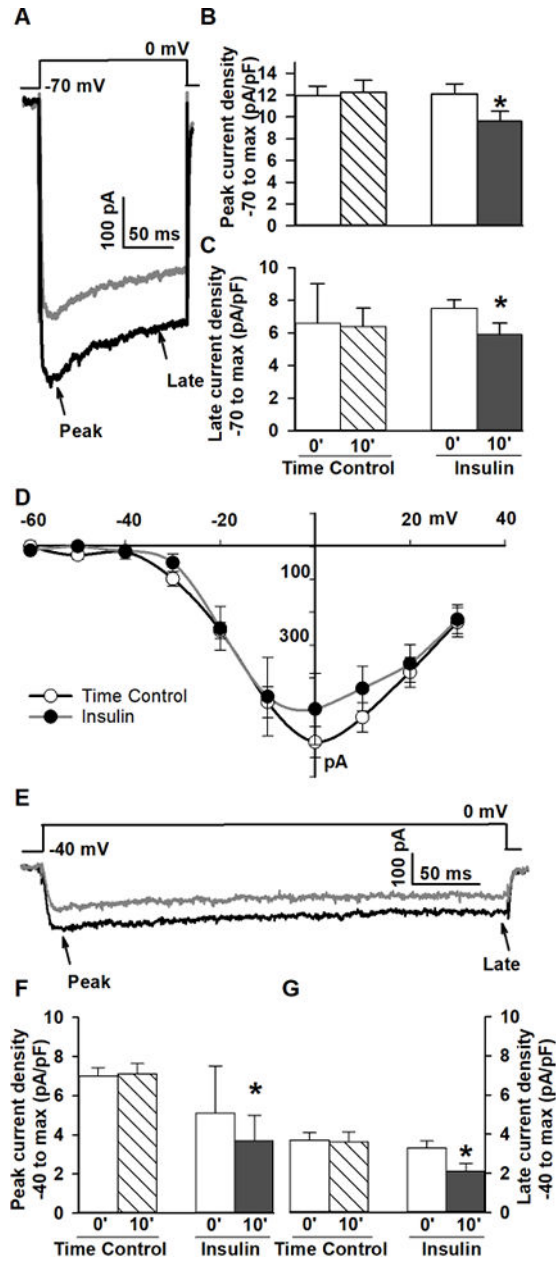 A
0 mV
-70 mV
100 pA
50 ms
Late
Peak
B
Peak current density
-70 to max (pA/pF)
14
12
10
8
6
4
2
0
*
C
Late current density
-70 to max (pA/pF)
8
6
4
2
0
*
0' 10' 0' 10'
Time Control Insulin
D
-60 -40 -20 20 mV 40
100
300
pA
Time Control
Insulin
E
0 mV
-40 mV
100 pA
50 ms
Peak
Late
F
Peak current density
-40 to max (pA/pF)
10
8
6
4
2
0
*
0' 10' 0' 10'
Time Control Insulin
G
10
8
6
4
2
0
Late current density
-40 to max (pA/pF)
*
0' 10' 0' 10'
Time Control Insulin